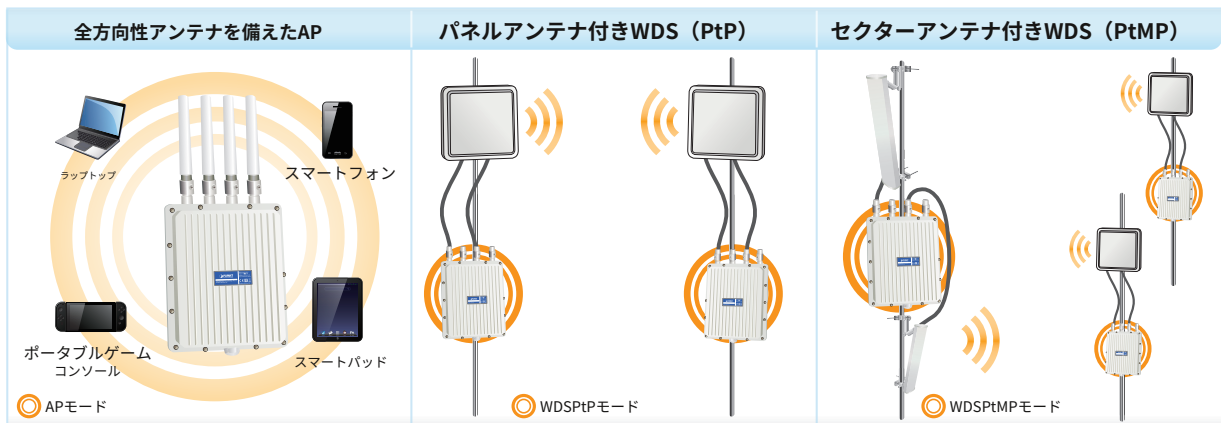 全方向性アンテナを備えたAP
パネルアンテナ付きWDS（PtP）
セクターアンテナ付きWDS（PtMP）
ラップトップ
スマートフォン
ポータブルゲーム
コンソール
スマートパッド
APモード
WDSPtPモード
WDSPtMPモード